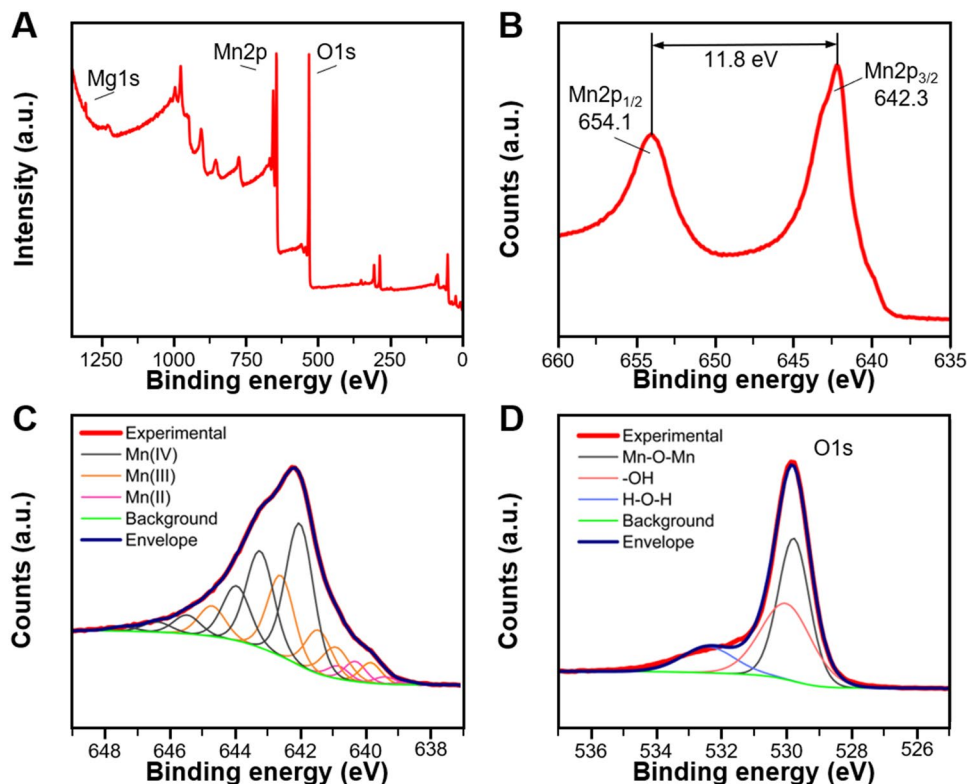 A
Mg1s
Mn2p
O1s
Intensity (a.u.)
1250 1000 750 500 250 0
Binding energy (eV)
B
11.8 eV
Mn2p1/2
654.1
Mn2p3/2
642.3
Counts (a.u.)
660 655 650 645 640 635
Binding energy (eV)
C
Experimental
Mn(IV)
Mn(III)
Mn(II)
Background
Envelope
Counts (a.u.)
648 646 644 642 640 638
Binding energy (eV)
D
Experimental
Mn-O-Mn
-OH
H-O-H
Background
Envelope
O1s
Counts (a.u.)
536 534 532 530 528 526
Binding energy (eV)